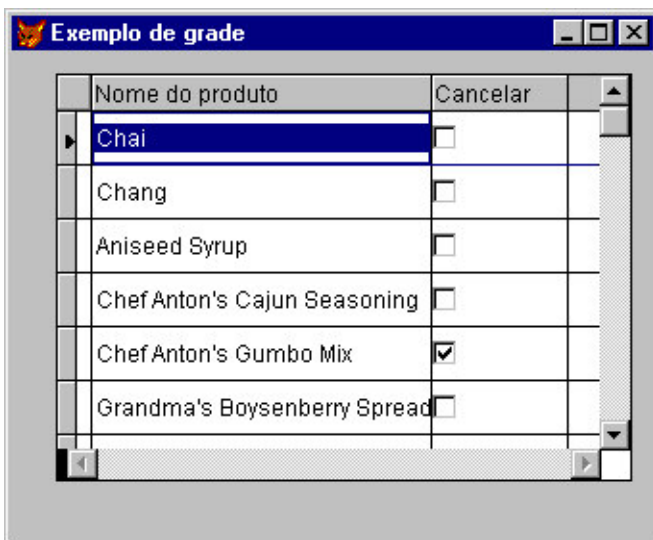 Exemplo de grade
Nome do produto Cancelar
Chai
Chang
Aniseed Syrup
Chef Anton's Cajun Seasoning
Chef Anton's Gumbo Mix
Grandma's Boysenberry Spread